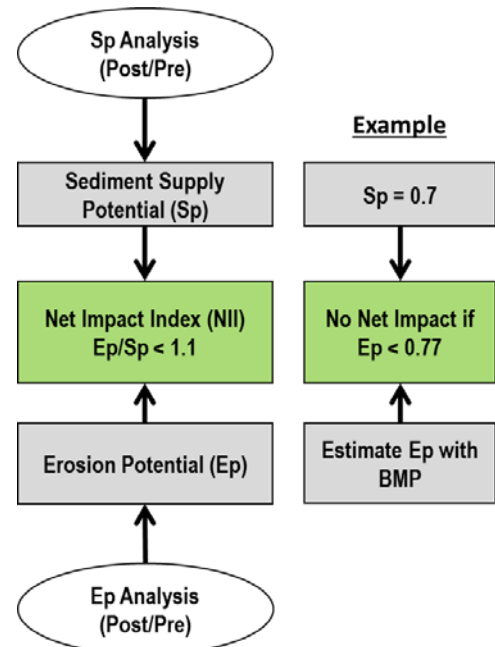 Sp Analysis
(Post/Pre)
Example
Sediment Supply
Potential (Sp)
Sp = 0.7
Net Impact Index (NII)
Ep/Sp < 1.1
No Net Impact if
Ep < 0.77
Erosion Potential (Ep)
Estimate Ep with
BMP
Ep Analysis
(Post/Pre)